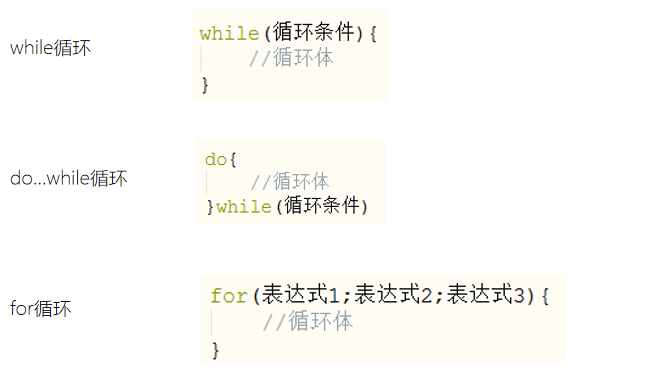 while循环
while(循环条件){
//循环体
}
do...while循环
do{
//循环体
}while(循环条件)
for循环
for(表达式1;表达式2;表达式3){
//循环体
}